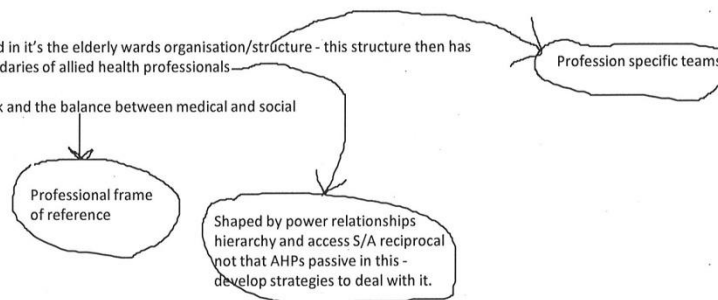 d in it's the elderly wards organisation/structure - this structure then has
daries of allied health professionals
Profession specific teams
k and the balance between medical and social
Professional frame
of reference
Shaped by power relationships
hierarchy and access S/A reciprocal
not that AHPs passive in this -
develop strategies to deal with it.